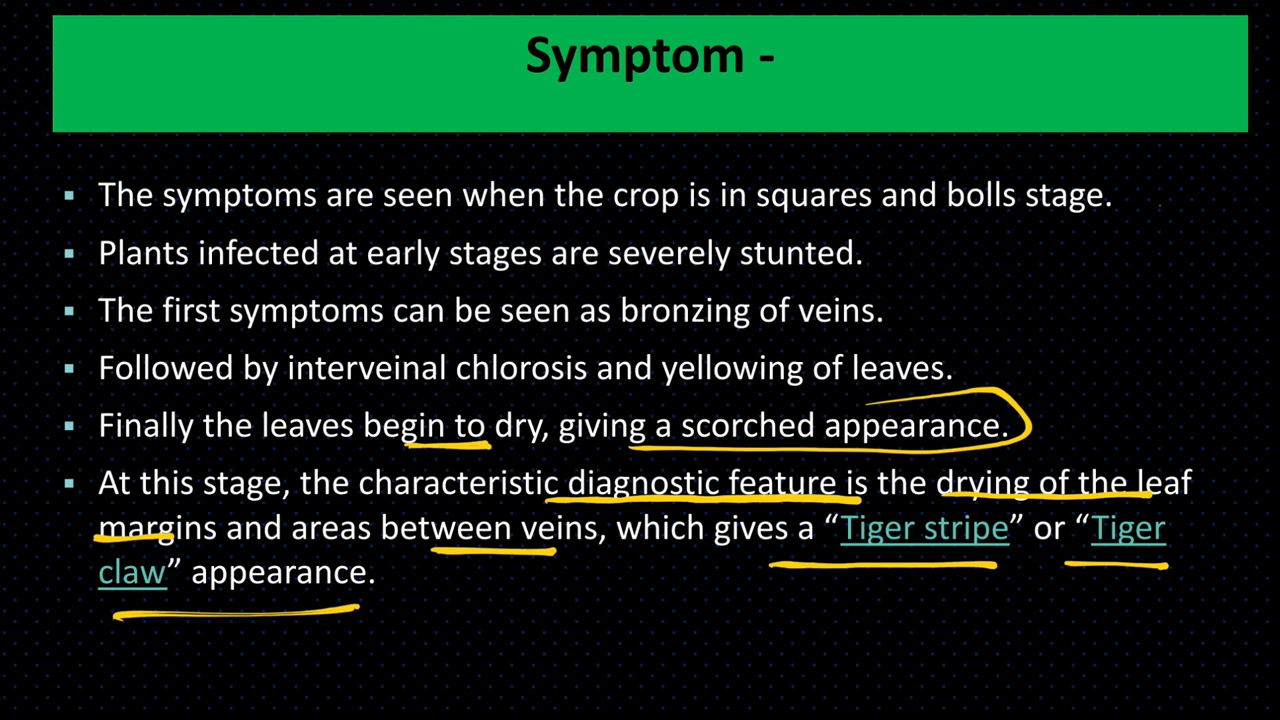 Symptom -
▪ The symptoms are seen when the crop is in squares and bolls stage.
▪ Plants infected at early stages are severely stunted.
▪ The first symptoms can be seen as bronzing of veins.
▪ Followed by interveinal chlorosis and yellowing of leaves.
▪ Finally the leaves begin to dry, giving a scorched appearance.
▪ At this stage, the characteristic diagnostic feature is the drying of the leaf
margins and areas between veins, which gives a “Tiger stripe” or “Tiger
claw” appearance.